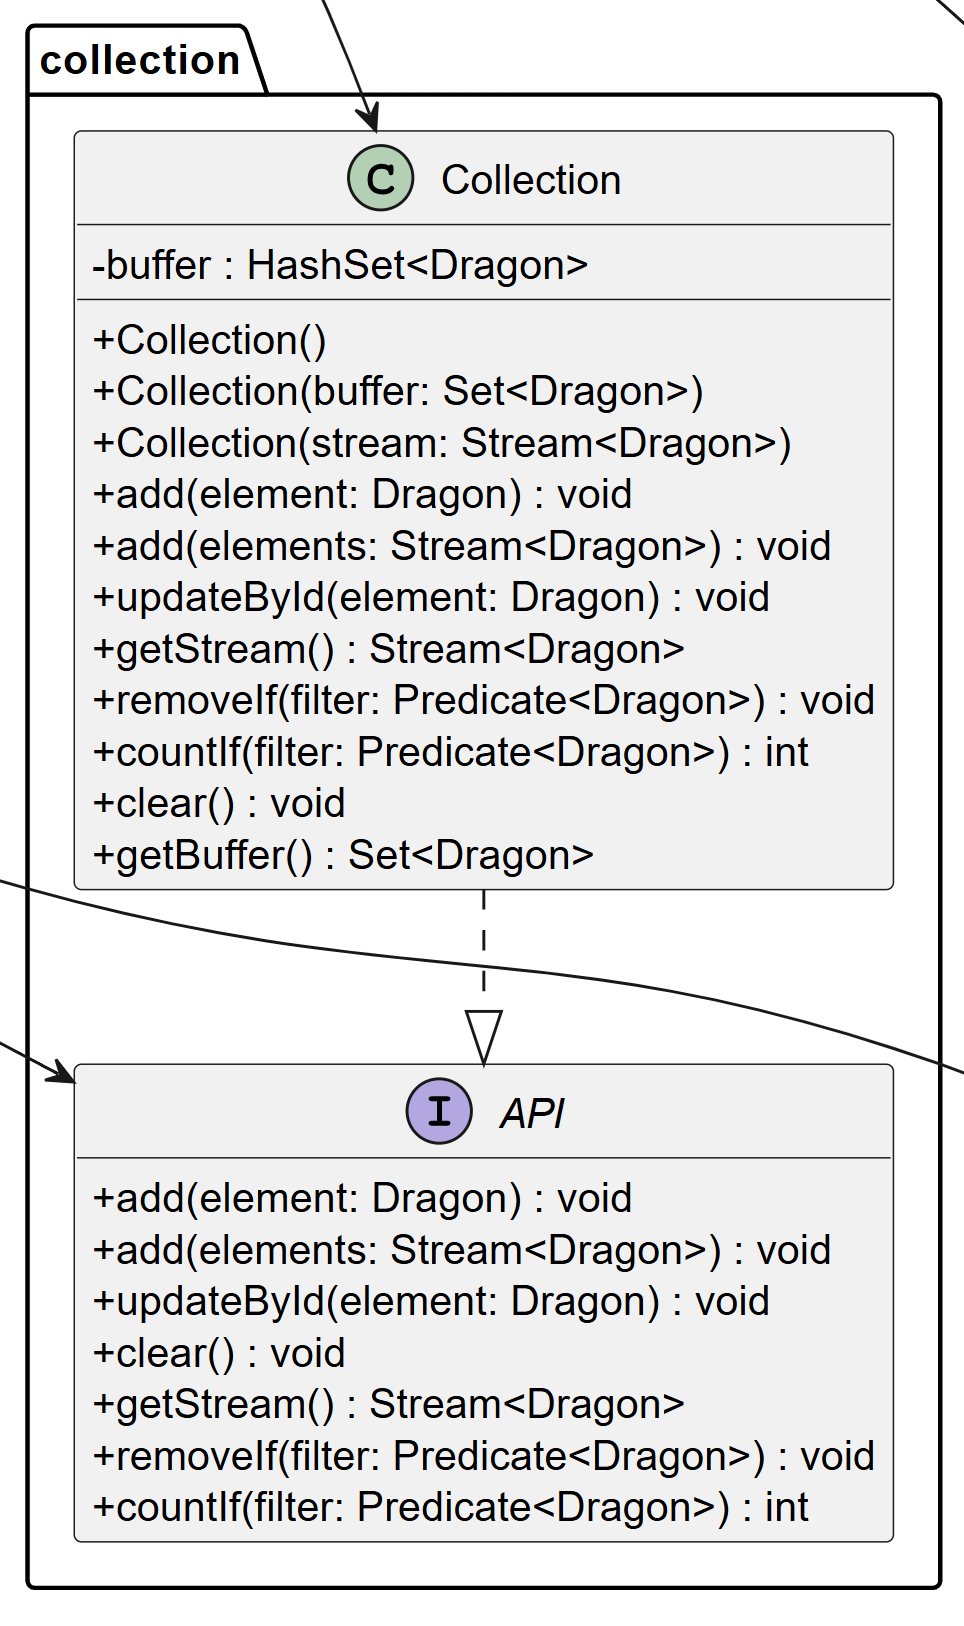 collection
C Collection
-buffer : HashSet<Dragon>
+Collection()
+Collection(buffer: Set<Dragon>)
+Collection(stream: Stream<Dragon>)
+add(element: Dragon) : void
+add(elements: Stream<Dragon>) : void
+updateById(element: Dragon) : void
+getStream() : Stream<Dragon>
+removeIf(filter: Predicate<Dragon>) : void
+countIf(filter: Predicate<Dragon>) : int
+clear() : void
+getBuffer() : Set<Dragon>
I API
+add(element: Dragon) : void
+add(elements: Stream<Dragon>) : void
+updateById(element: Dragon) : void
+clear() : void
+getStream() : Stream<Dragon>
+removeIf(filter: Predicate<Dragon>) : void
+countIf(filter: Predicate<Dragon>) : int